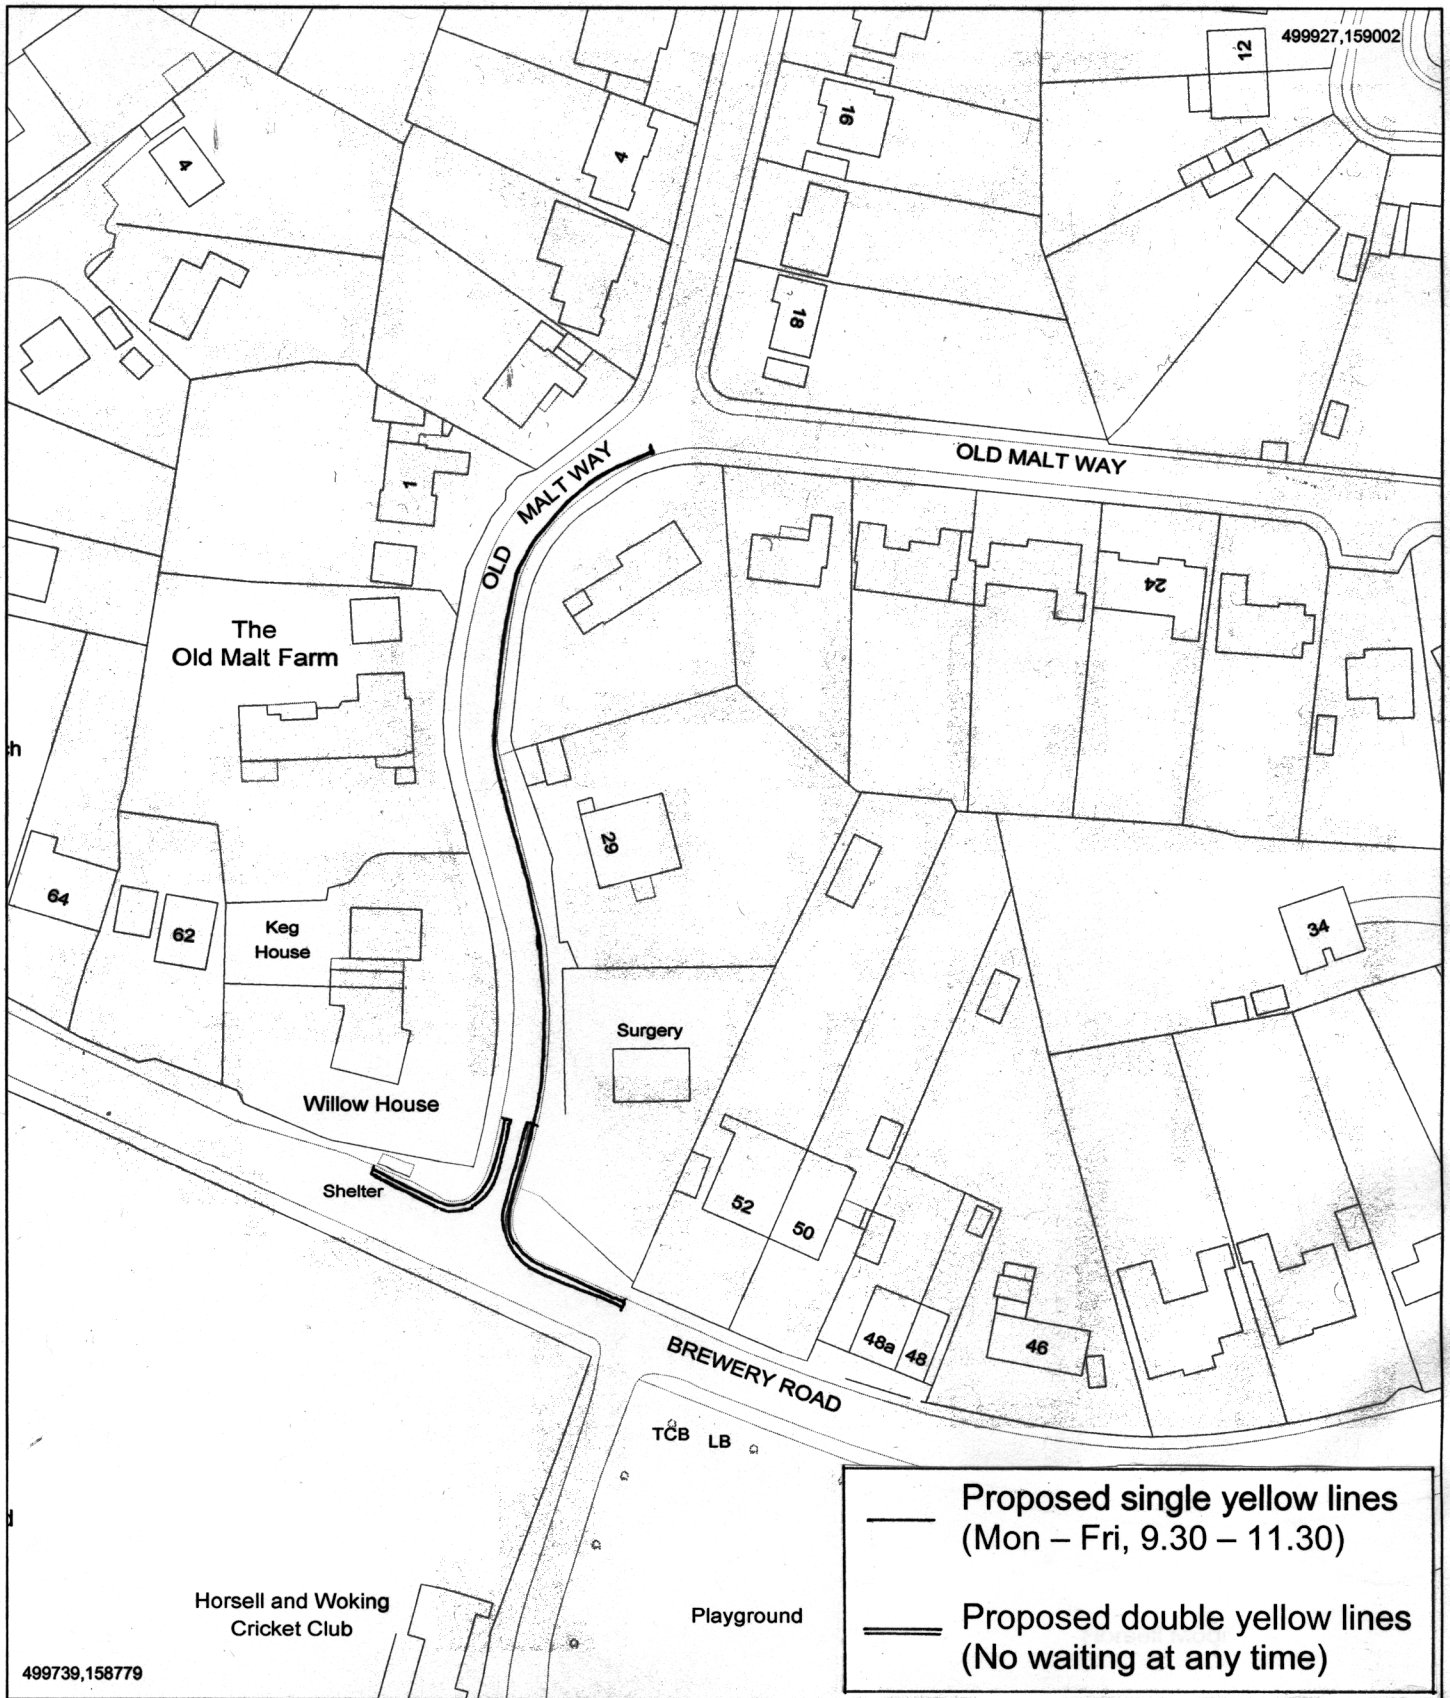 499927,159002
12
16
4
4
18
OLD MALT WAY
OLD MALT WAY
1
24
The
Old Malt Farm
29
64
62
Keg
House
34
Surgery
Willow House
Shelter
52
50
48a
48
46
BREWERY ROAD
TCB
LB
Proposed single yellow lines
(Mon – Fri, 9.30 – 11.30)
Proposed double yellow lines
(No waiting at any time)
Horsell and Woking
Cricket Club
Playground
499739,158779